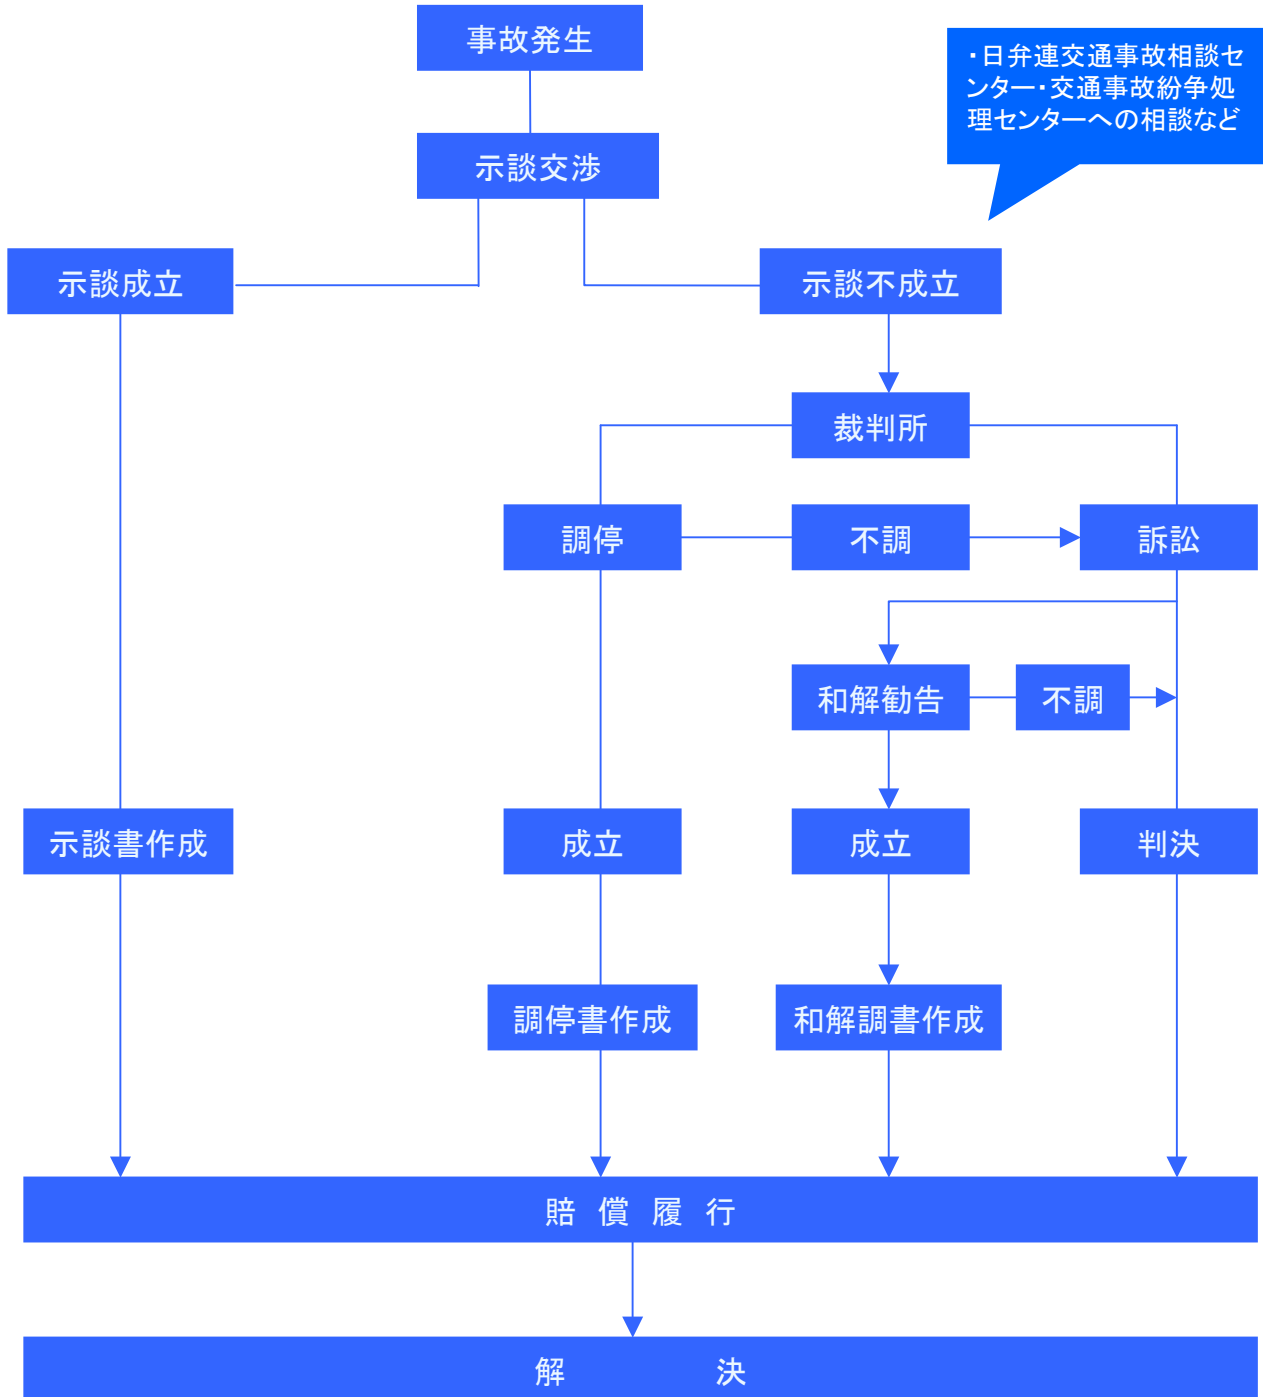 事故発生
・日弁連交通事故相談セ
ンター・交通事故紛争処
理センターへの相談など
示談交渉
示談成立
示談不成立
裁判所
調停
不調
訴訟
和解勧告
不調
示談書作成
成立
成立
判決
調停書作成
和解調書作成
賠償履行
解決